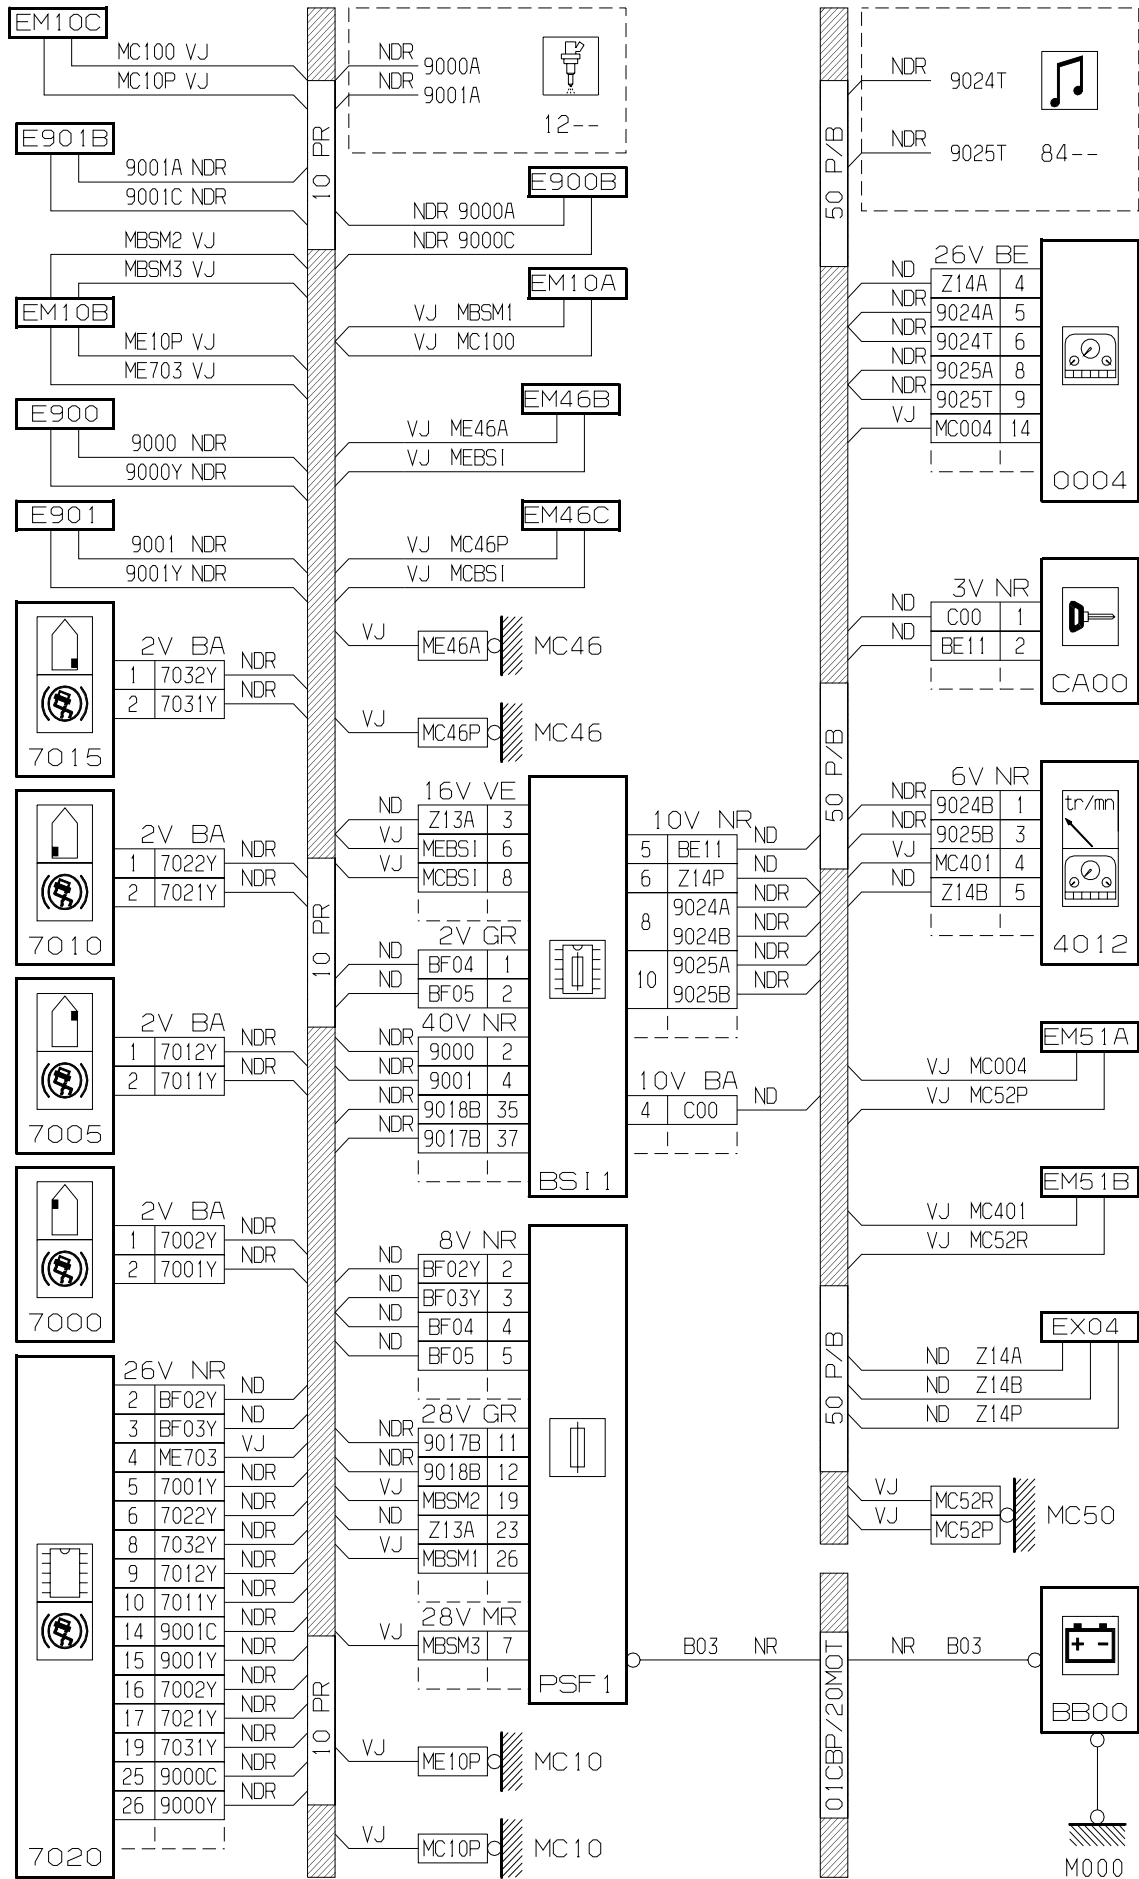 EM10C
MC100 VJ
MC10P VJ
E901B
9001A NDR
9001C NDR
MBSM2 VJ
MBSM3 VJ
EM10B
ME10P VJ
ME703 VJ
E900
9000 NDR
9000Y NDR
E901
9001 NDR
9001Y NDR
2V BA
1 7032Y NDR
2 7031Y NDR
7015
2V BA
1 7022Y NDR
2 7021Y NDR
7010
2V BA
1 7012Y NDR
2 7011Y NDR
7005
2V BA
1 7002Y NDR
2 7001Y NDR
7000
26V NR
2 BF02Y ND
3 BF03Y ND
4 ME703 VJ
5 7001Y NDR
6 7022Y NDR
8 7032Y NDR
9 7012Y NDR
10 7011Y NDR
14 9001C NDR
15 9001Y NDR
16 7002Y NDR
17 7021Y NDR
19 7031Y NDR
25 9000C NDR
26 9000Y NDR
7020
10 PR
10 PR
10 PR
NDR 9000A
NDR 9001A
12--
E900B
NDR 9000A
NDR 9000C
EM10A
VJ MBSM1
VJ MC100
EM46B
VJ ME46A
VJ MEBSI
EM46C
VJ MC46P
VJ MCBSI
VJ ME46A MC46
VJ MC46P MC46
16V VE
ND Z13A 3
VJ MEBSI 6
VJ MCBSI 8
2V GR
ND BF04 1
ND BF05 2
40V NR
NDR 9000 2
NDR 9001 4
NDR 9018B 35
NDR 9017B 37
10V NR
5 BE11 ND
6 Z14P ND
8 9024A NDR
9024B NDR
10 9025A NDR
9025B NDR
10V BA
4 C00 ND
BSI1
8V NR
ND BF02Y 2
ND BF03Y 3
ND BF04 4
ND BF05 5
28V GR
NDR 9017B 11
NDR 9018B 12
VJ MBSM2 19
ND Z13A 23
VJ MBSM1 26
28V MR
VJ MBSM3 7
PSF1
B03 NR
VJ ME10P MC10
VJ MC10P MC10
50 P/B
50 P/B
50 P/B
01CBP/20MOT
NDR 9024T
NDR 9025T 84--
26V BE
ND Z14A 4
NDR 9024A 5
NDR 9024T 6
NDR 9025A 8
NDR 9025T 9
VJ MC004 14
0004
3V NR
ND C00 1
ND BE11 2
CA00
6V NR
tr/mn
NDR 9024B 1
NDR 9025B 3
VJ MC401 4
ND Z14B 5
4012
EM51A
VJ MC004
VJ MC52P
EM51B
VJ MC401
VJ MC52R
EX04
ND Z14A
ND Z14B
ND Z14P
VJ MC52R
VJ MC52P
MC50
NR B03
+ -
BB00
M000